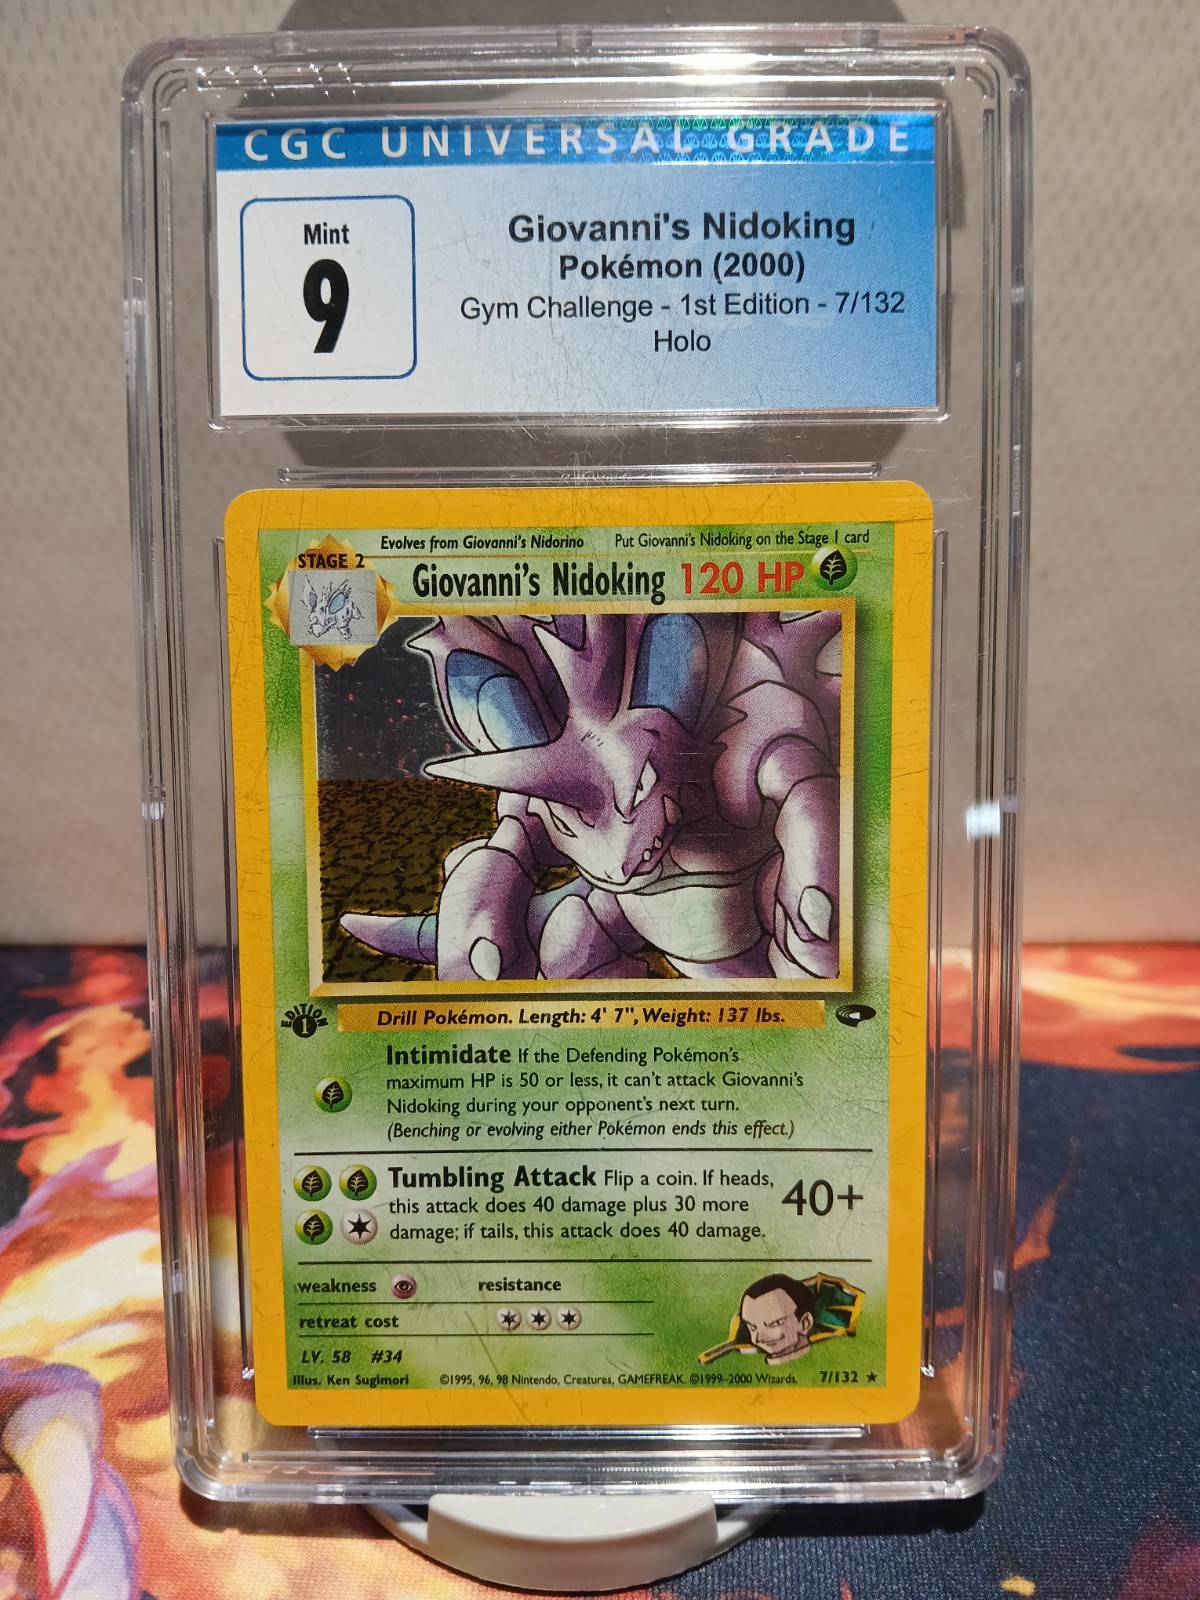 CGC UNIVERSAL GRADE
Mint
9
Giovanni's Nidoking
Pokémon (2000)
Gym Challenge - 1st Edition - 7/132
Holo
Evolves from Giovanni's Nidorino Put Giovanni's Nidoking on the Stage 1 card
STAGE 2
Giovanni's Nidoking 120 HP
EDITION
1
Drill Pokémon. Length: 4' 7", Weight: 137 lbs.
Intimidate If the Defending Pokémon's
maximum HP is 50 or less, it can't attack Giovanni's
Nidoking during your opponent's next turn.
(Benching or evolving either Pokémon ends this effect.)
Tumbling Attack Flip a coin. If heads,
this attack does 40 damage plus 30 more
damage; if tails, this attack does 40 damage.
40+
weakness resistance
retreat cost
LV. 58 #34
Illus. Ken Sugimori ©1995, 96, 98 Nintendo, Creatures, GAMEFREAK. ©1999-2000 Wizards. 7/132 ★